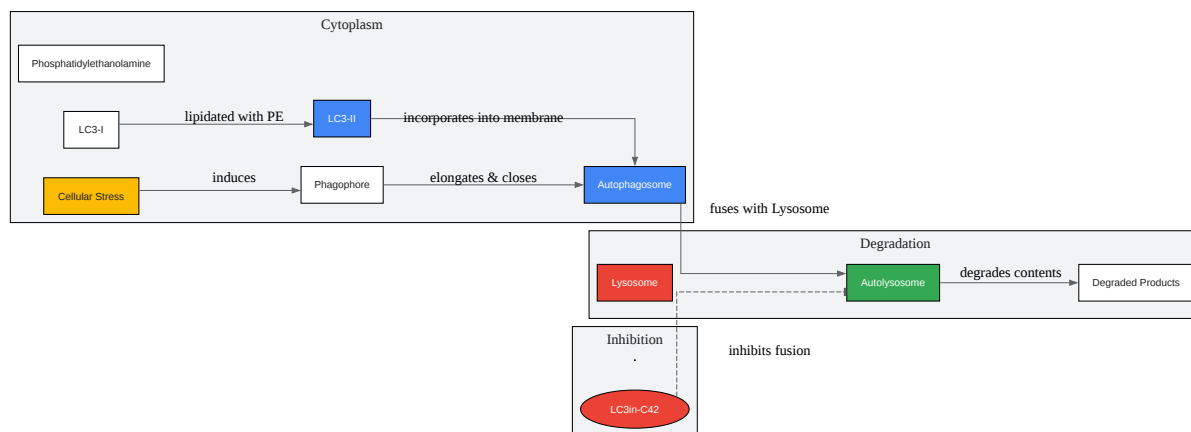 Cytoplasm
Phosphatidylethanolamine
LC3-I
lipidated with PE
LC3-II
incorporates into membrane
Cellular Stress
induces
Phagophore
elongates & closes
Autophagosome
fuses with Lysosome
Degradation
Lysosome
Autolysosome
degrades contents
Degraded Products
Inhibition
.
inhibits fusion
LC3in-C42